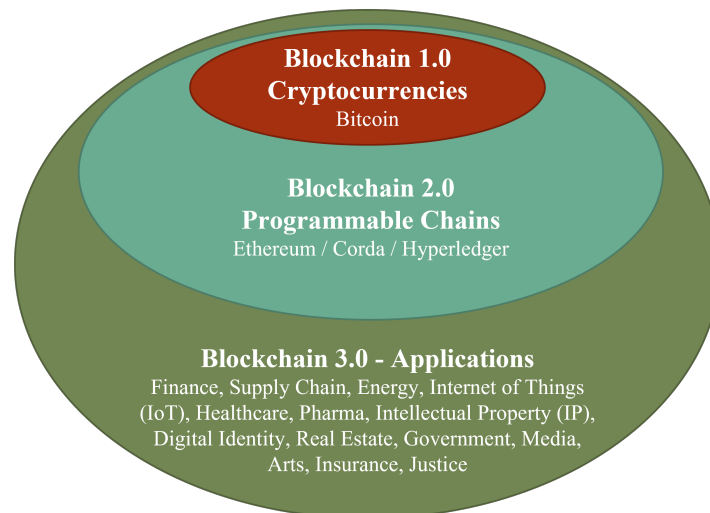 Blockchain 1.0
Cryptocurrencies
Bitcoin
Blockchain 2.0
Programmable Chains
Ethereum / Corda / Hyperledger
Blockchain 3.0 - Applications
Finance, Supply Chain, Energy, Internet of Things
(IoT), Healthcare, Pharma, Intellectual Property (IP),
Digital Identity, Real Estate, Government, Media,
Arts, Insurance, Justice